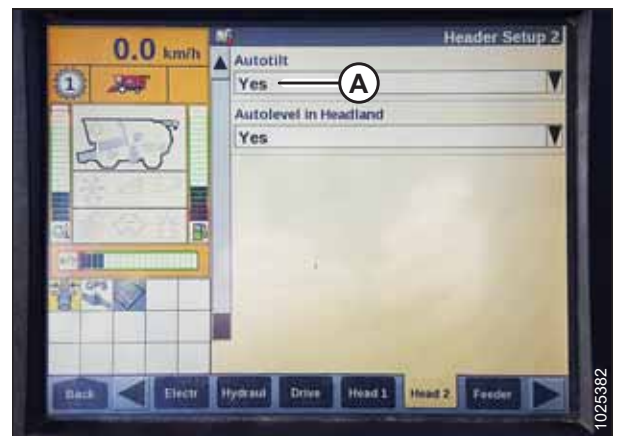 Header Setup 2
0.0 km/h
Autotilt
1
Yes
A
Autolevel in Headland
Yes
Back
Electr
Hydraul
Drive
Head 1
Head 2
Feeder
1025382